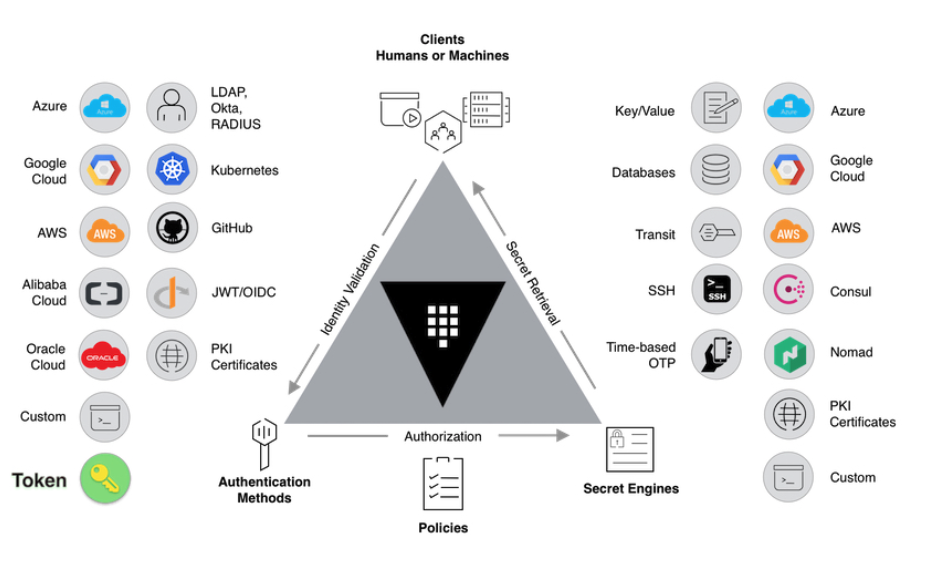 Clients
Humans or Machines
Azure
Azure
LDAP,
Okta,
RADIUS
Google
Cloud
Kubernetes
AWS
AWS
GitHub
Alibaba
Cloud
JWT/OIDC
Oracle
Cloud
ORACLE
PKI
Certificates
Custom
>_
Token
Identity Validation
Secret Retrieval
Authorization
Authentication
Methods
Policies
Secret Engines
Key/Value
Azure
Azure
Databases
Google
Cloud
Transit
AWS
AWS
SSH
>_
SSH
Consul
Time-based
OTP
Nomad
PKI
Certificates
>_
Custom